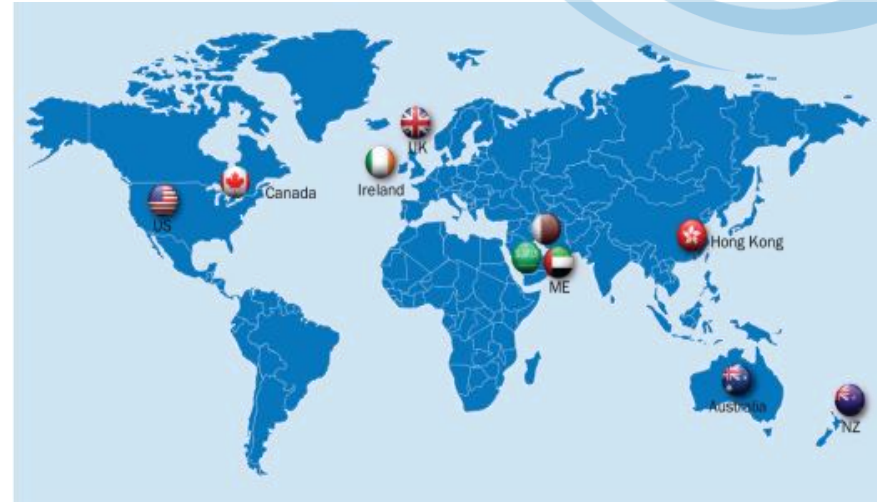 UK
Ireland
Canada
US
Hong Kong
ME
Australia
NZ